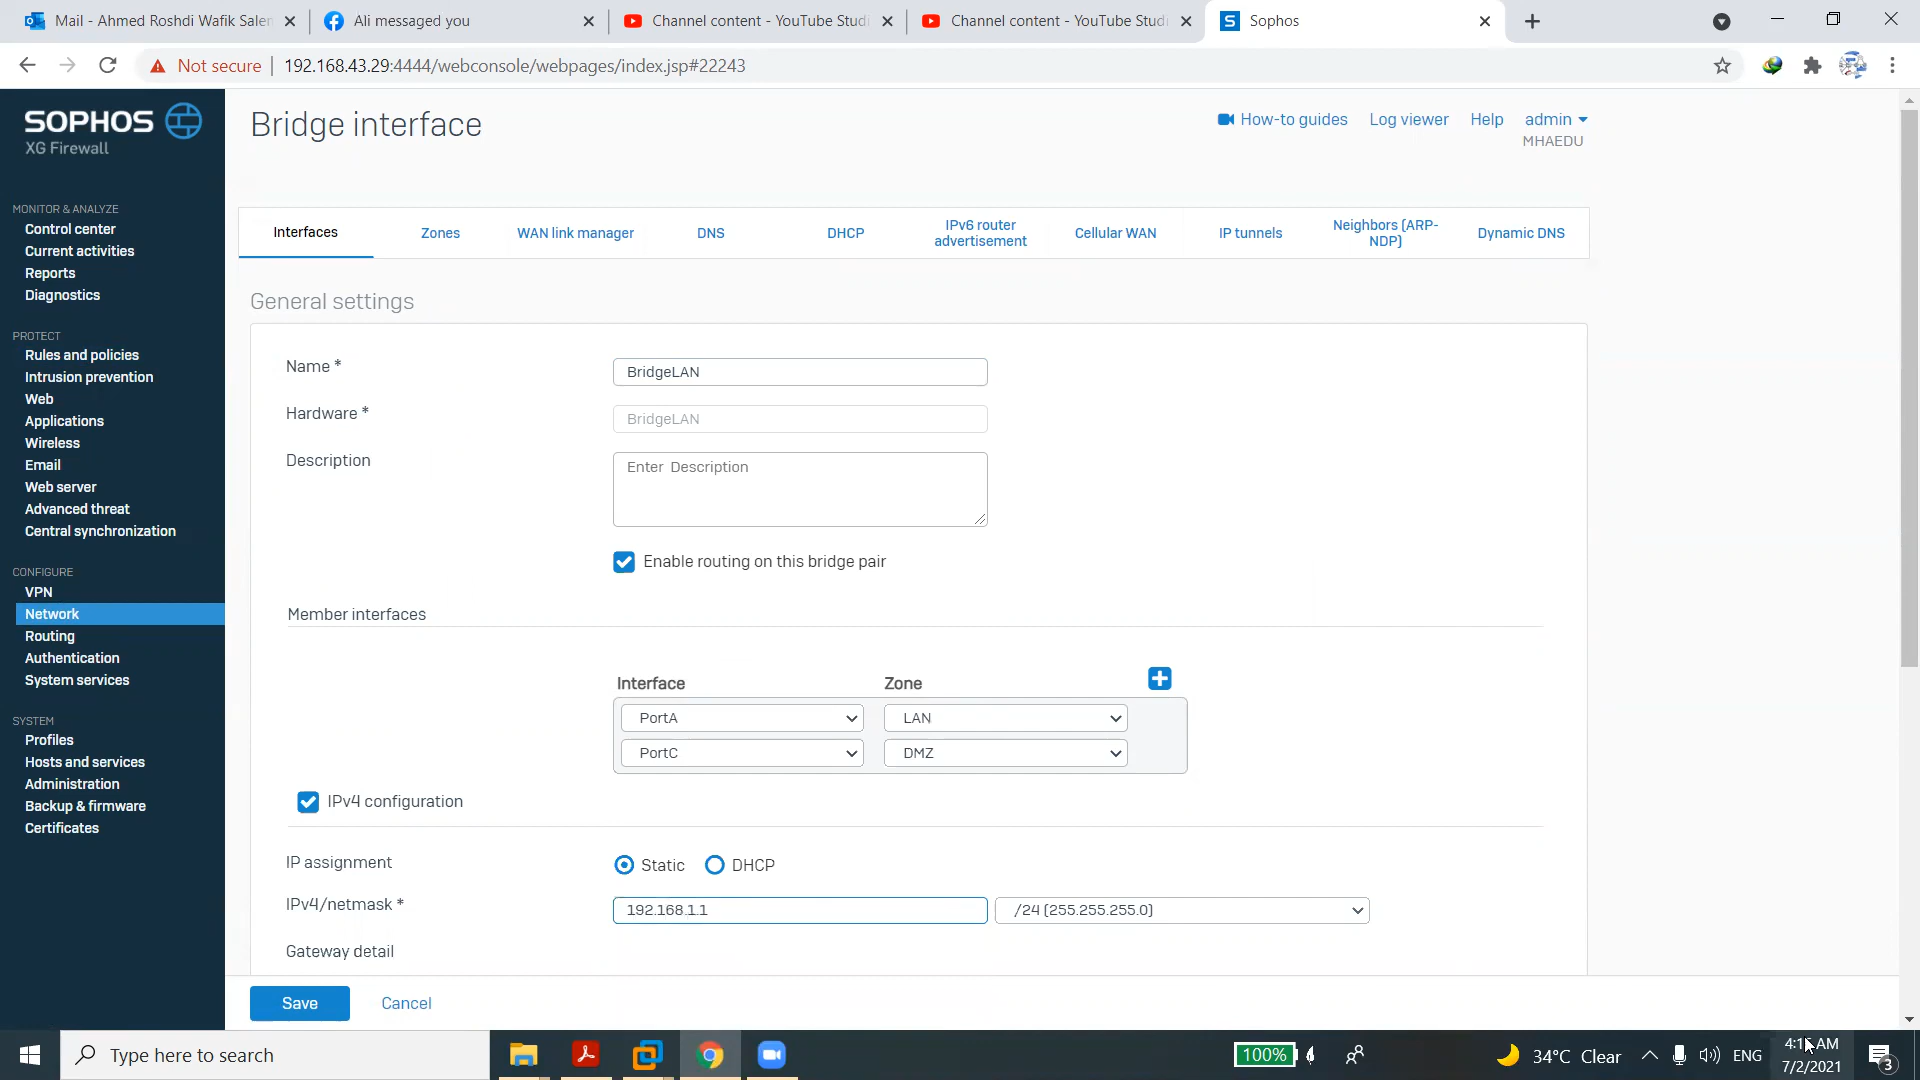 Mail - Ahmed Roshdi Wafik Salem
Ali messaged you
Channel content - YouTube Studi
Channel content - YouTube Studi
Sophos
Not secure
192.168.43.29:4444/webconsole/webpages/index.jsp#22243
SOPHOS
XG Firewall
Bridge interface
How-to guides
Log viewer
Help
admin
MHAEDU
MONITOR & ANALYZE
Control center
Current activities
Reports
Diagnostics
PROTECT
Rules and policies
Intrusion prevention
Web
Applications
Wireless
Email
Web server
Advanced threat
Central synchronization
CONFIGURE
VPN
Network
Routing
Authentication
System services
SYSTEM
Profiles
Hosts and services
Administration
Backup & firmware
Certificates
Interfaces
Zones
WAN link manager
DNS
DHCP
IPv6 router
advertisement
Cellular WAN
IP tunnels
Neighbors (ARP-
NDP)
Dynamic DNS
General settings
Name *
BridgeLAN
Hardware *
BridgeLAN
Description
Enter Description
Enable routing on this bridge pair
Member interfaces
Interface
Zone
PortA
LAN
PortC
DMZ
IPv4 configuration
IP assignment
Static
DHCP
IPv4/netmask *
192.168.1.1
/24 (255.255.255.0)
Gateway detail
Save
Cancel
Type here to search
100%
34°C Clear
ENG
AM
7/2/2021
3